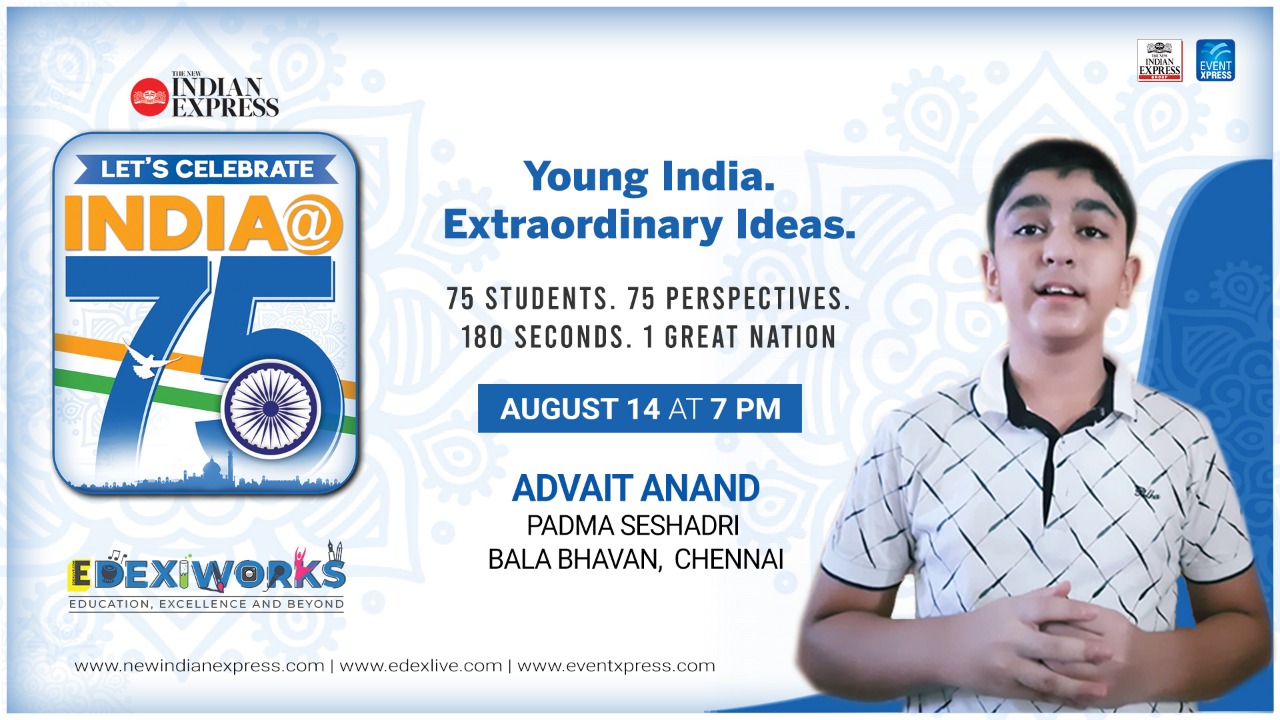 THE NEW
INDIAN
EXPRESS
LET'S CELEBRATE
INDIA@
75
EDEXIWORKS
EDUCATION, EXCELLENCE AND BEYOND
www.newindianexpress.com | www.edexlive.com | www.eventxpress.com
Young India.
Extraordinary Ideas.
75 STUDENTS. 75 PERSPECTIVES.
180 SECONDS. 1 GREAT NATION
AUGUST 14 AT 7 PM
ADVAIT ANAND
PADMA SESHADRI
BALA BHAVAN, CHENNAI
THE NEW
INDIAN
EXPRESS
GROUP
EVENT
XPRESS